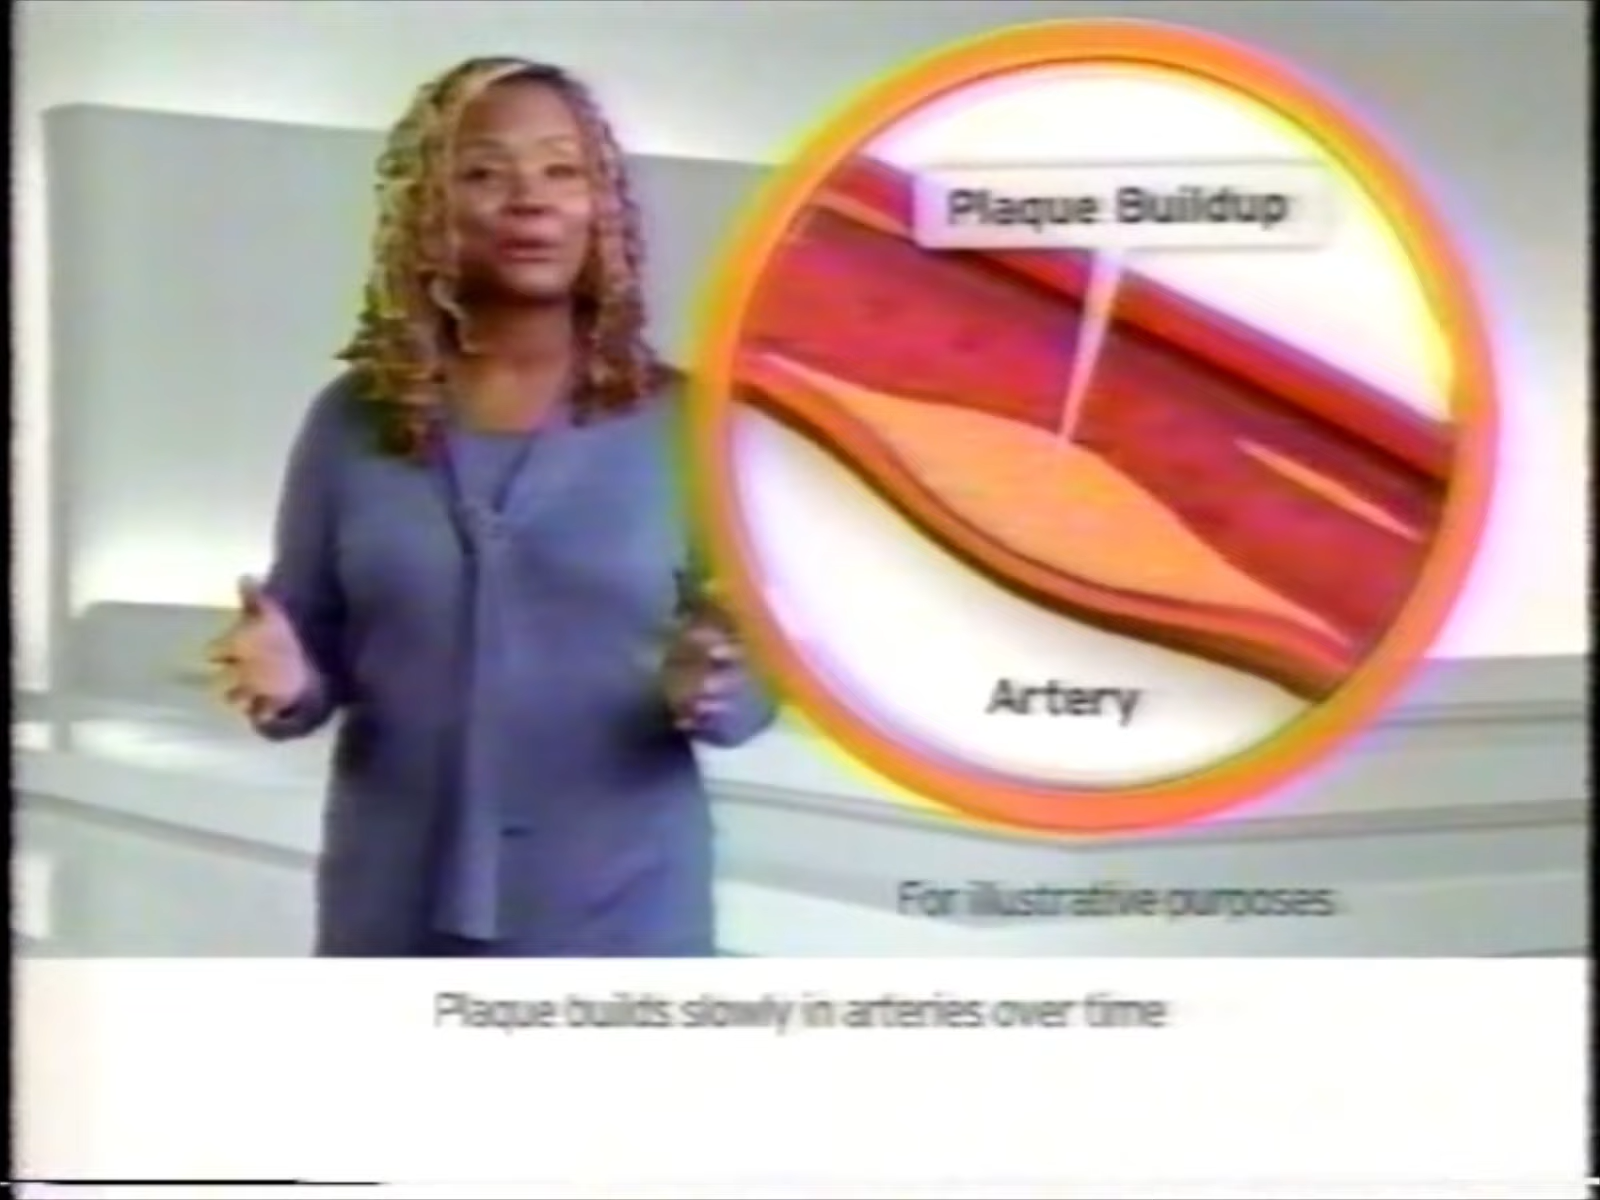 Plaque Buildup
Artery
For illustrative purposes
Plaque builds slowly in arteries over time